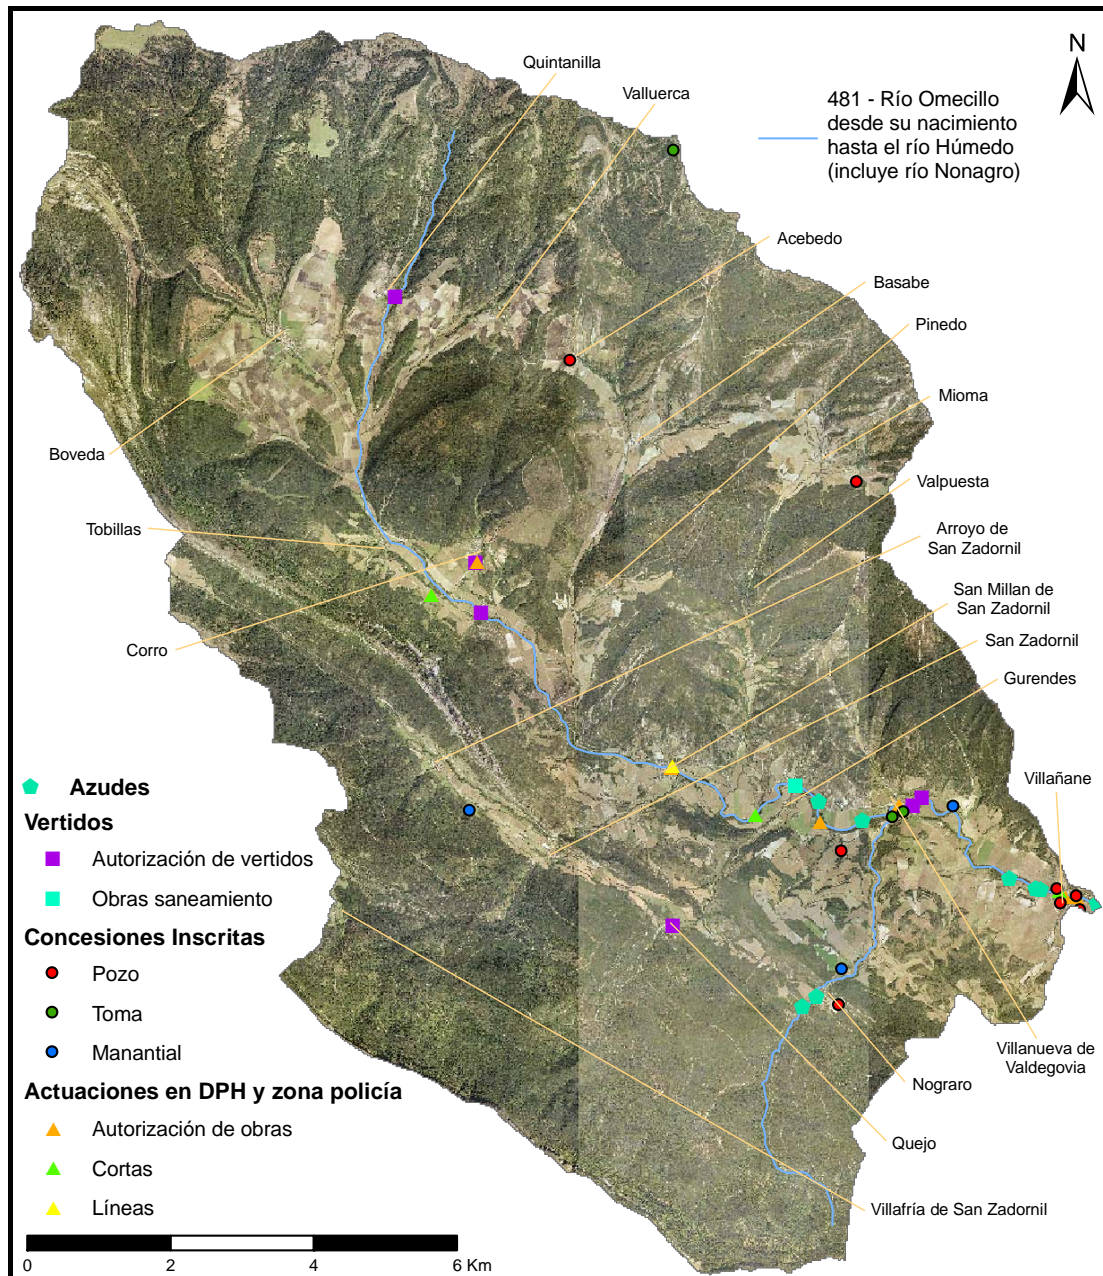 N
481 - Río Omecillo
desde su nacimiento
hasta el río Húmedo
(incluye río Nonagro)
Quintanilla
Valluerca
Acebedo
Basabe
Pinedo
Mioma
Boveda
Valpuesta
Tobillas
Arroyo de
San Zadornil
San Millan de
San Zadornil
Corro
San Zadornil
Gurendes
Villañane
Azudes
Vertidos
Autorización de vertidos
Obras saneamiento
Concesiones Inscritas
Pozo
Toma
Manantial
Actuaciones en DPH y zona policía
Autorización de obras
Cortas
Líneas
Villanueva de
Valdegovia
Nograro
Quejo
Villafría de San Zadornil
0 2 4 6 Km